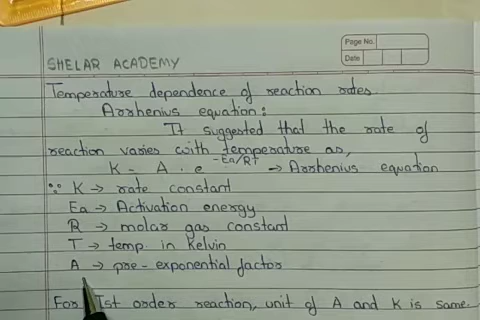 Page No.
Date
SHELAR ACADEMY
Temperature dependence of reaction rates.
Arrhenius equation:
It suggested that the rate of
reaction varies with temperature as,
K = A · e^-Ea/RT → Arrhenius equation
∵ K → rate constant
Ea → Activation energy
R → molar gas constant
T → temp. in Kelvin
A → pre-exponential factor
For Ist order reaction, unit of A and K is same.